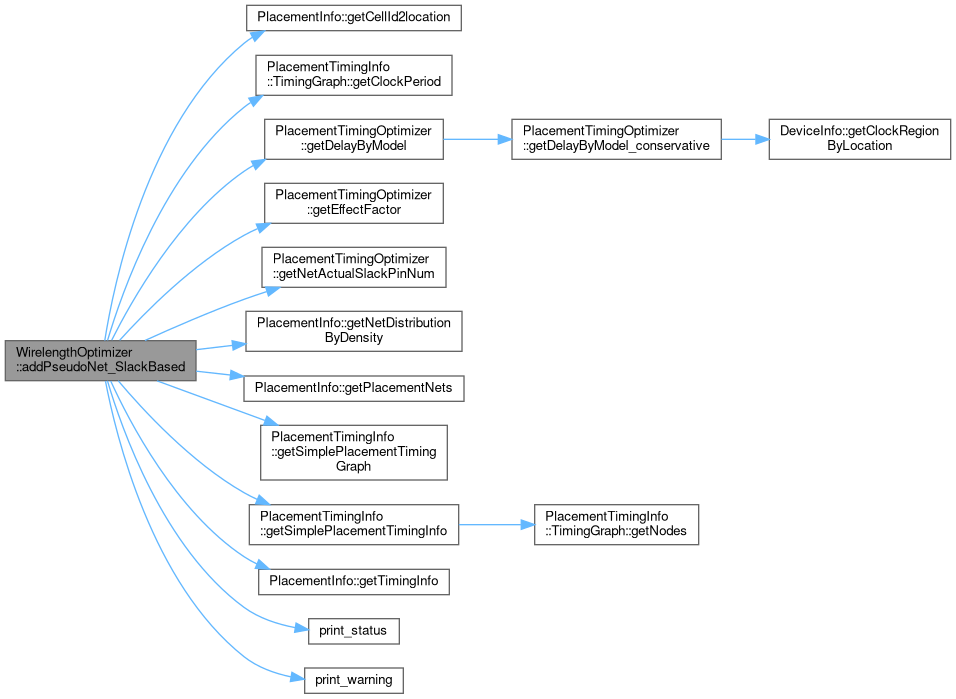 PlacementInfo::getCellId2location
PlacementTimingInfo
::TimingGraph::getClockPeriod
PlacementTimingOptimizer
::getDelayByModel
PlacementTimingOptimizer
::getDelayByModel_conservative
DeviceInfo::getClockRegion
ByLocation
PlacementTimingOptimizer
::getEffectFactor
PlacementTimingOptimizer
::getNetActualSlackPinNum
PlacementInfo::getNetDistribution
ByDensity
WirelengthOptimizer
::addPseudoNet_SlackBased
PlacementInfo::getPlacementNets
PlacementTimingInfo
::getSimplePlacementTiming
Graph
PlacementTimingInfo
::getSimplePlacementTimingInfo
PlacementTimingInfo
::TimingGraph::getNodes
PlacementInfo::getTimingInfo
print_status
print_warning